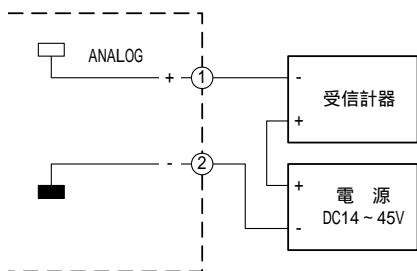 ANALOG
+ 1
- 2
-
受信計器
+
+
電 源
DC14 ~ 45V
-